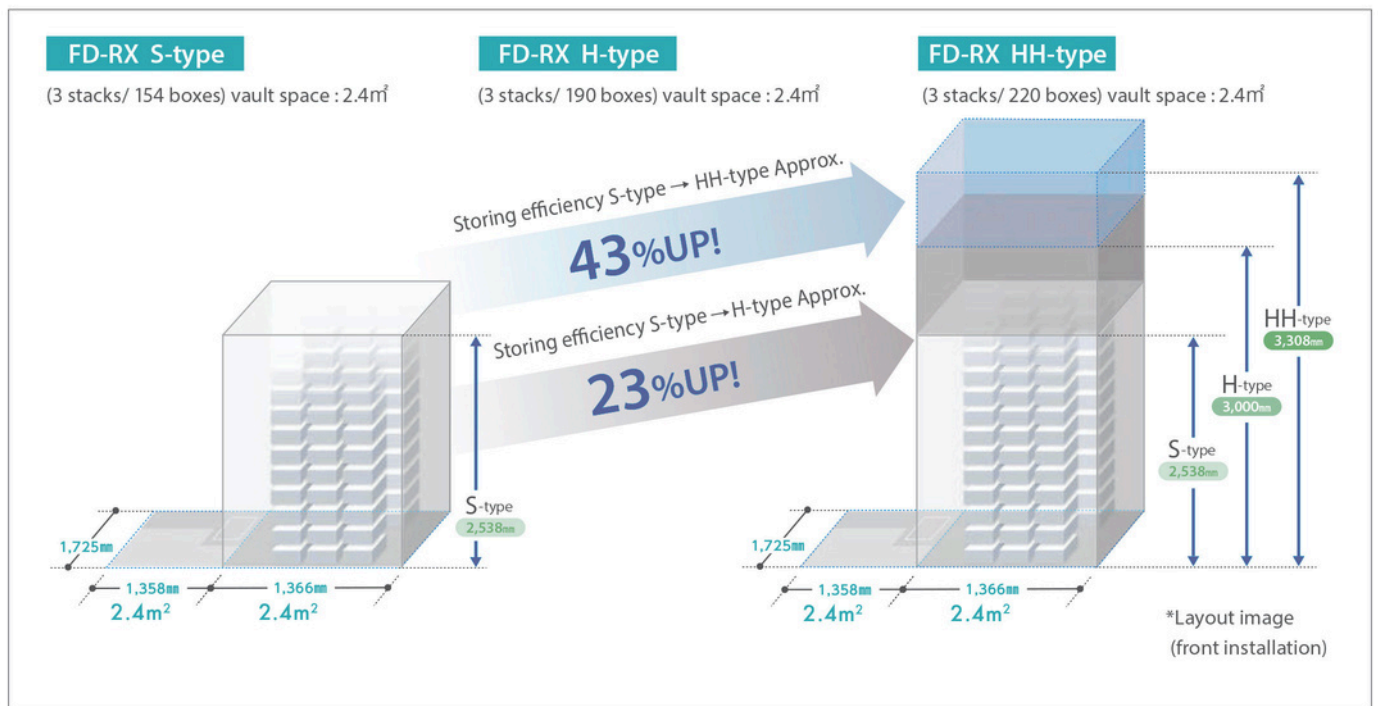 FD-RX S-type
(3 stacks/ 154 boxes) vault space : 2.4㎡
FD-RX H-type
(3 stacks/ 190 boxes) vault space : 2.4㎡
FD-RX HH-type
(3 stacks/ 220 boxes) vault space : 2.4㎡
Storing efficiency S-type → HH-type Approx.
43%UP!
Storing efficiency S-type → H-type Approx.
23%UP!
S-type
2,538㎜
1,725㎜
1,358㎜
1,366㎜
2.4m²
2.4m²
HH-type
3,308㎜
H-type
3,000㎜
S-type
2,538㎜
1,725㎜
1,358㎜
1,366㎜
2.4m²
2.4m²
*Layout image
(front installation)